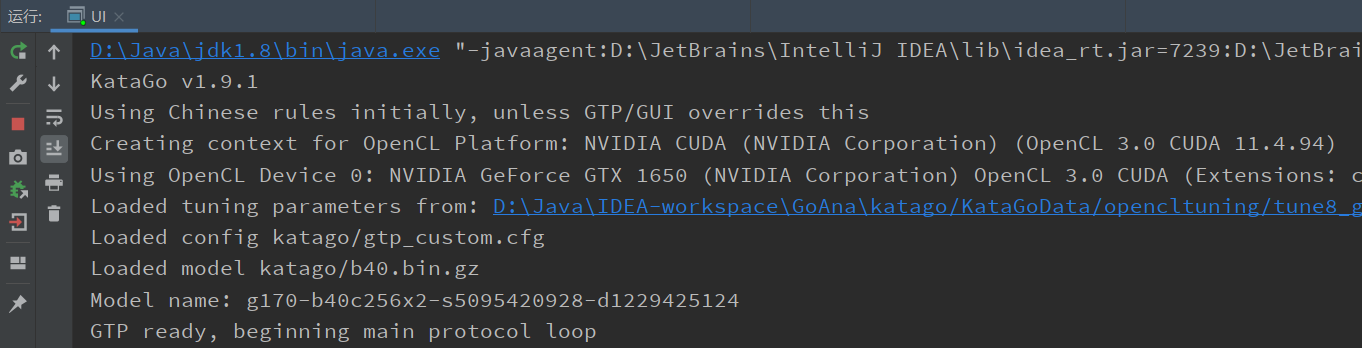 运行: UI
D:\Java\jdk1.8\bin\java.exe "-javaagent:D:\JetBrains\IntelliJ IDEA\lib\idea_rt.jar=7239:D:\JetBrai
KataGo v1.9.1
Using Chinese rules initially, unless GTP/GUI overrides this
Creating context for OpenCL Platform: NVIDIA CUDA (NVIDIA Corporation) (OpenCL 3.0 CUDA 11.4.94)
Using OpenCL Device 0: NVIDIA GeForce GTX 1650 (NVIDIA Corporation) OpenCL 3.0 CUDA (Extensions: c
Loaded tuning parameters from: D:\Java\IDEA-workspace\GoAna\katago/KataGoData/opencltuning/tune8_g
Loaded config katago/gtp_custom.cfg
Loaded model katago/b40.bin.gz
Model name: g170-b40c256x2-s5095420928-d1229425124
GTP ready, beginning main protocol loop